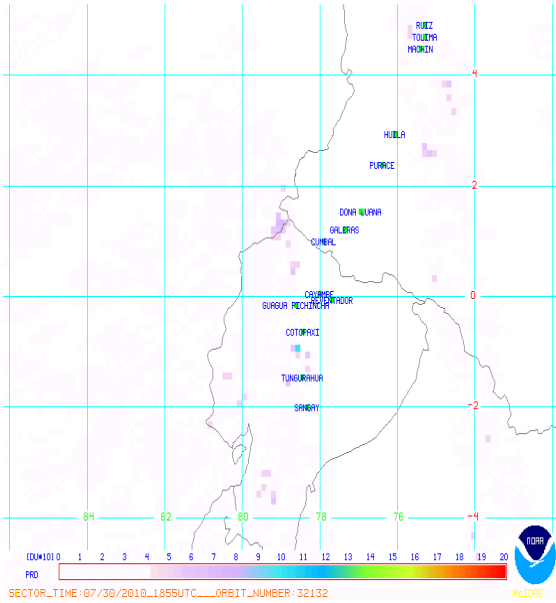 RUIZ
TOLIMA
MACHIN
4
HUILA
PURACE
2
DONA JUANA
GALERAS
CUMBAL
CAYAMBE
0
REVENTADOR
GUAGUA PICHINCHA
COTOPAXI
TUNGURAHUA
SANGAY
-2
84 82 80 78 76 -4
NOAA
[DU*10] 0 1 2 3 4 5 6 7 8 9 10 11 12 13 14 15 16 17 18 19 20
PRD
SECTOR_TIME:07/30/2010_1855UTC___ORBIT_NUMBER:32132
McIDAS